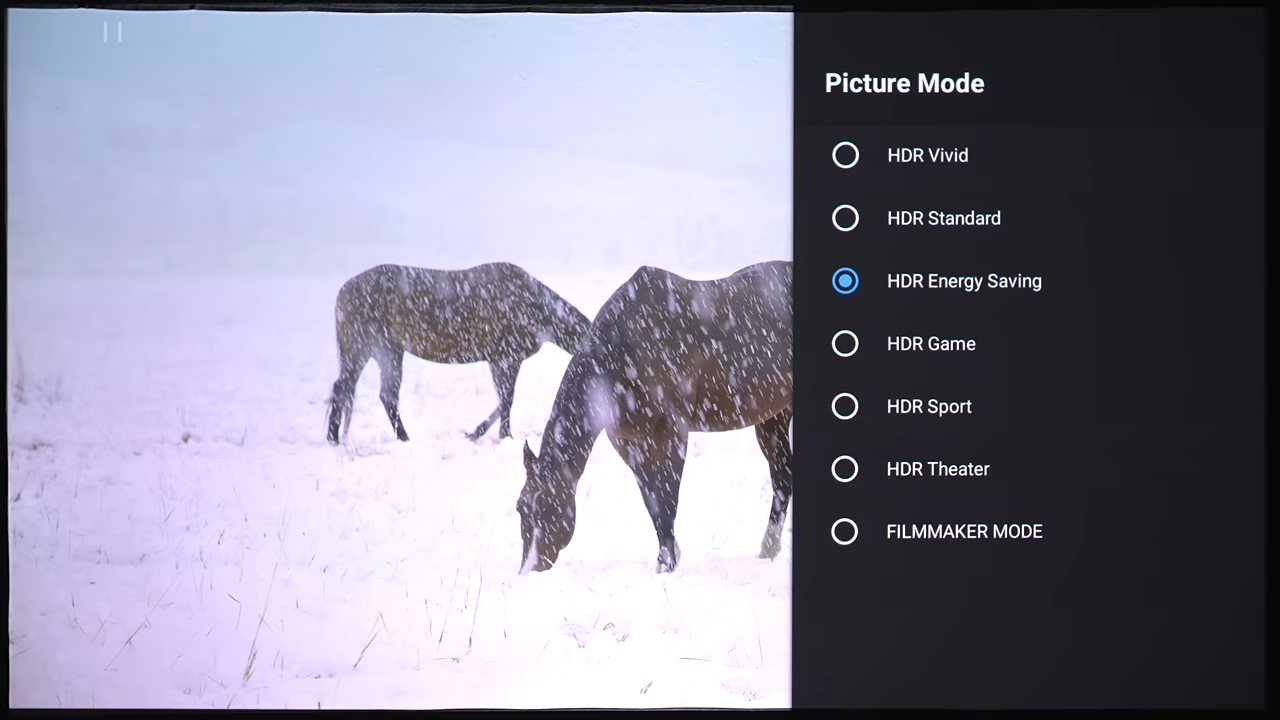 Picture Mode
HDR Vivid
HDR Standard
HDR Energy Saving
HDR Game
HDR Sport
HDR Theater
FILMMAKER MODE